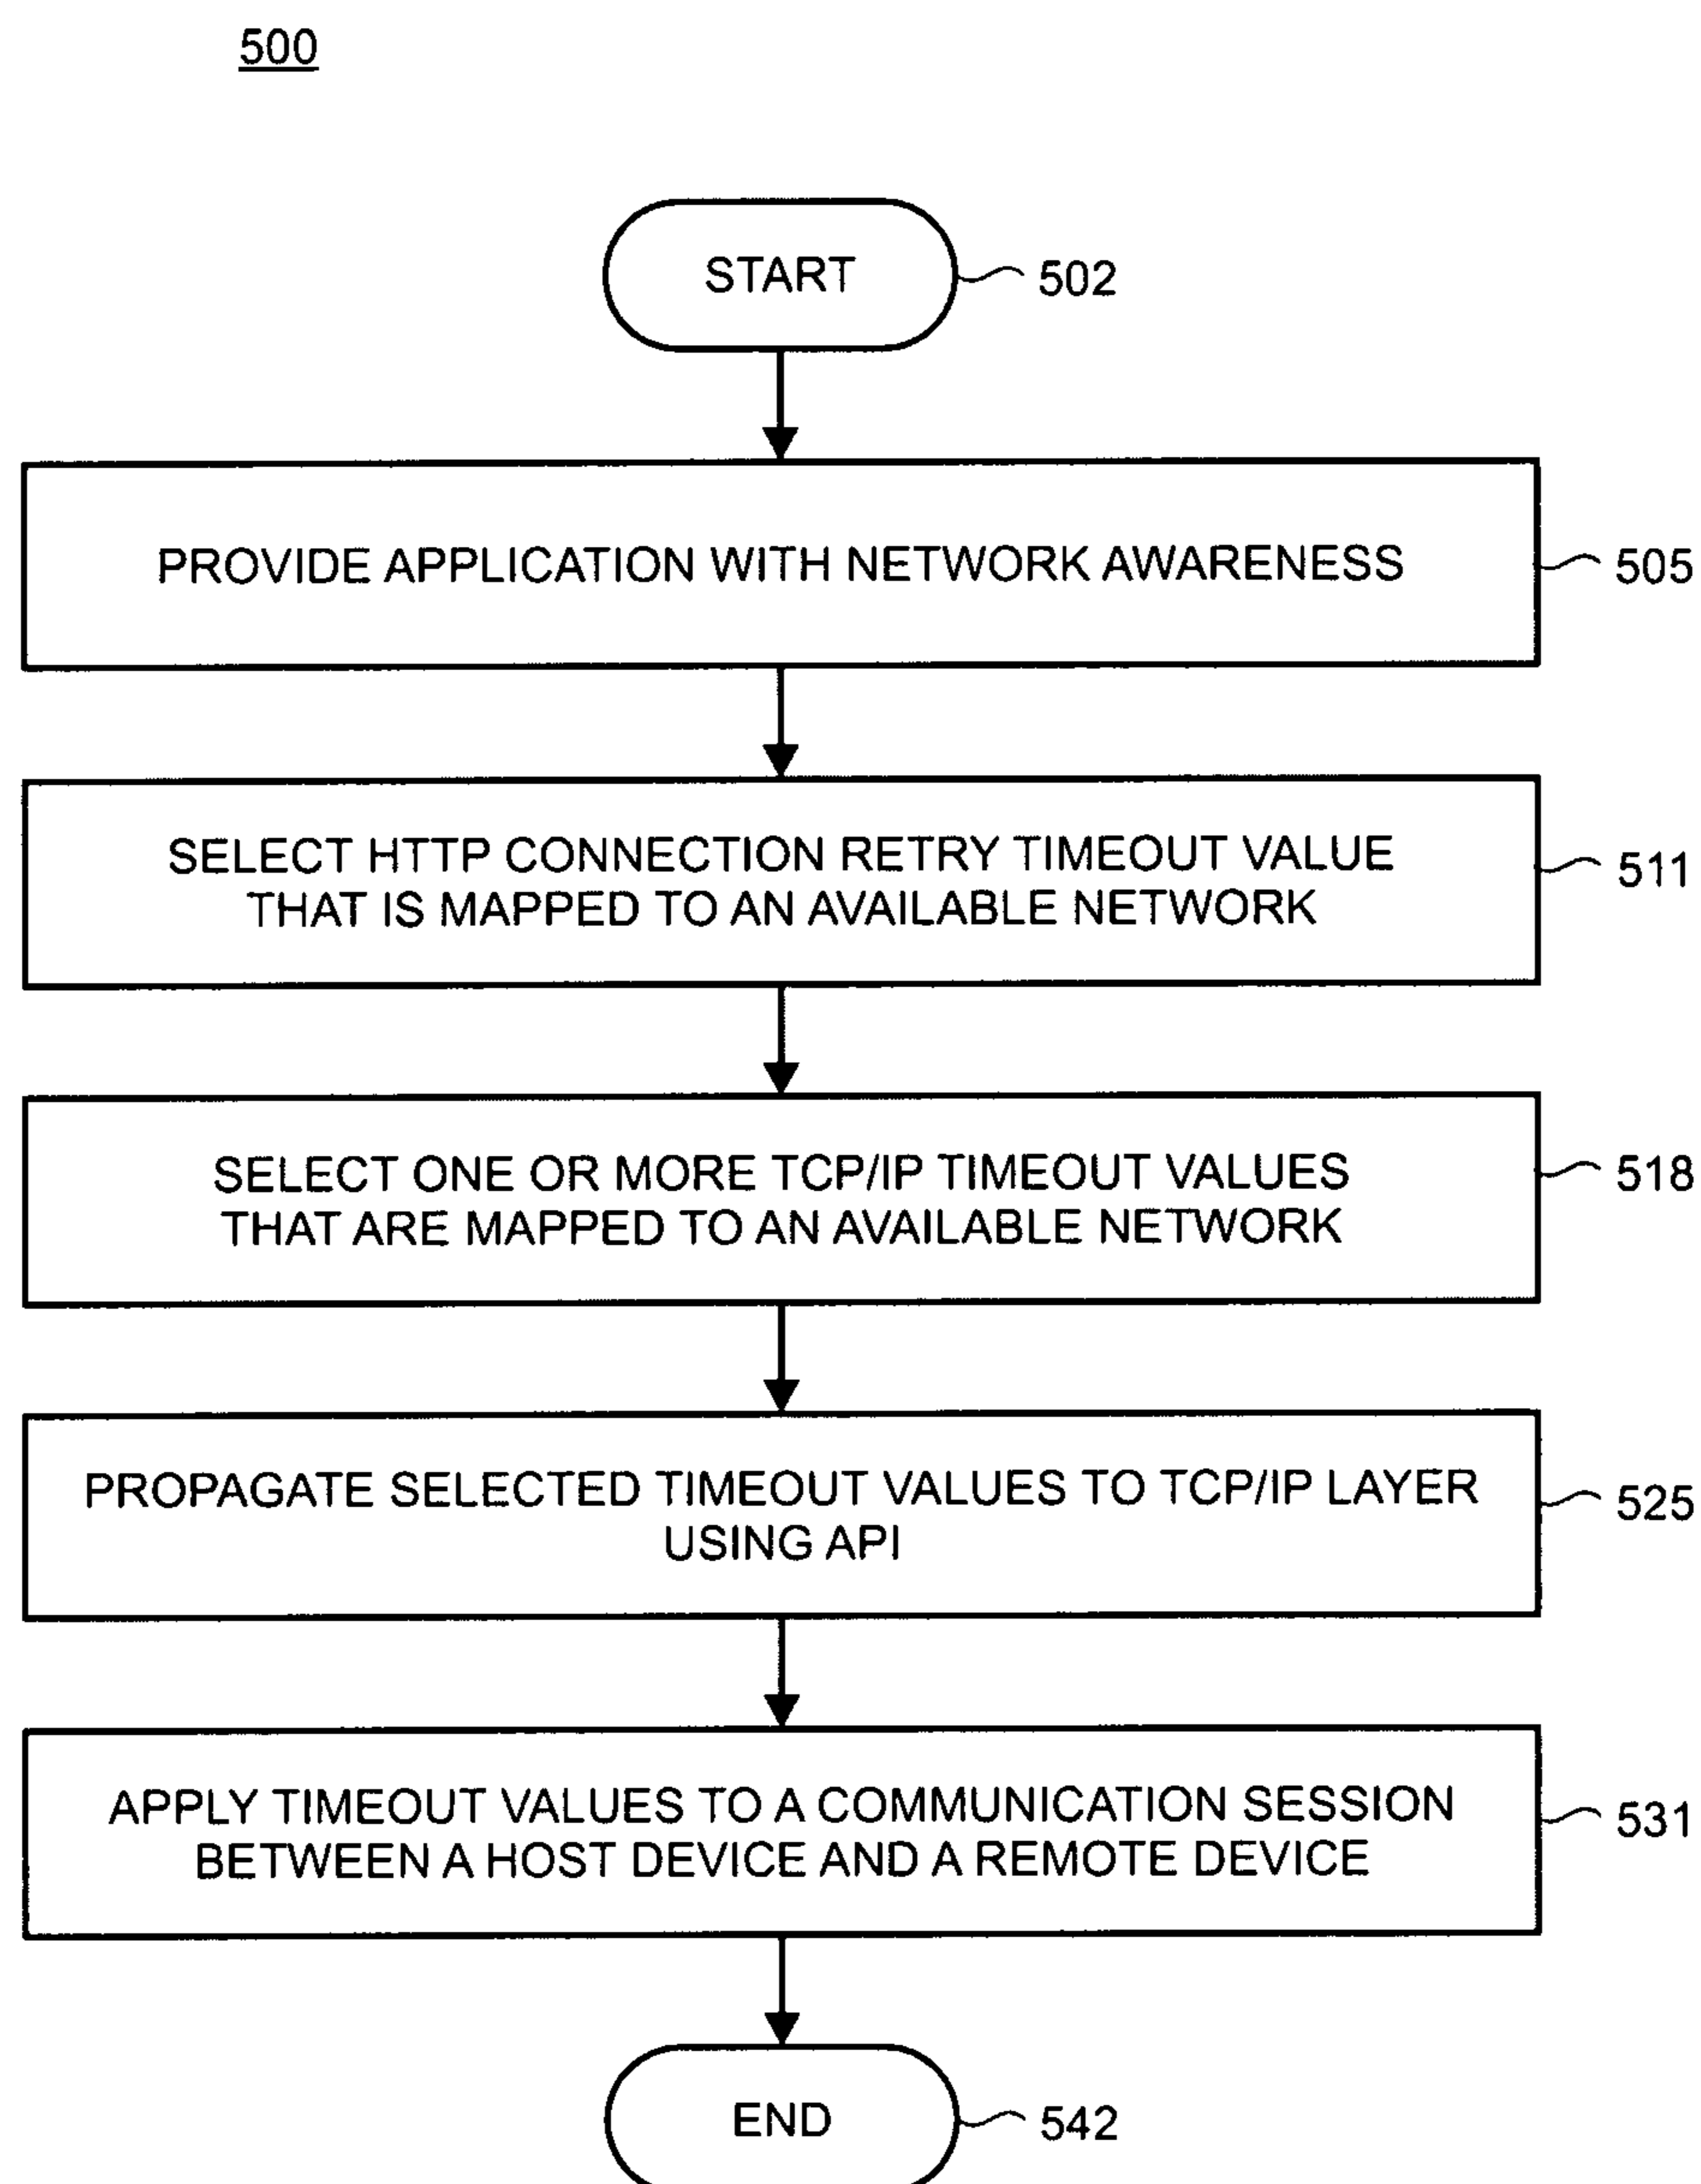 500
START
502
PROVIDE APPLICATION WITH NETWORK AWARENESS
505
SELECT HTTP CONNECTION RETRY TIMEOUT VALUE
THAT IS MAPPED TO AN AVAILABLE NETWORK
511
SELECT ONE OR MORE TCP/IP TIMEOUT VALUES
THAT ARE MAPPED TO AN AVAILABLE NETWORK
518
PROPAGATE SELECTED TIMEOUT VALUES TO TCP/IP LAYER
USING API
525
APPLY TIMEOUT VALUES TO A COMMUNICATION SESSION
BETWEEN A HOST DEVICE AND A REMOTE DEVICE
531
END
542